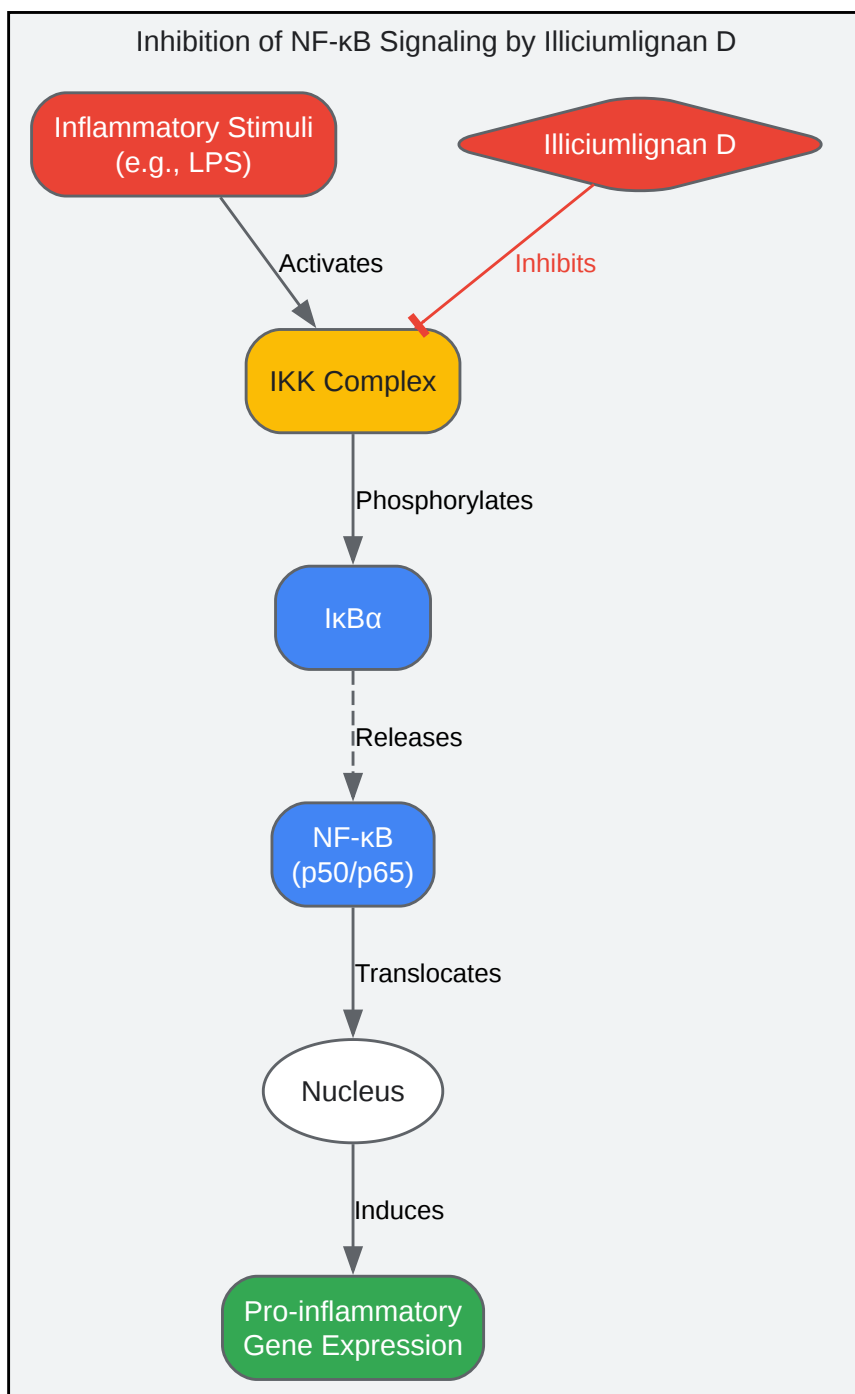 Inhibition of NF-κB Signaling by Illiciumlignan D
Inflammatory Stimuli
(e.g., LPS)
Illiciumlignan D
Activates
Inhibits
IKK Complex
Phosphorylates
IκBα
Releases
NF-κB
(p50/p65)
Translocates
Nucleus
Induces
Pro-inflammatory
Gene Expression